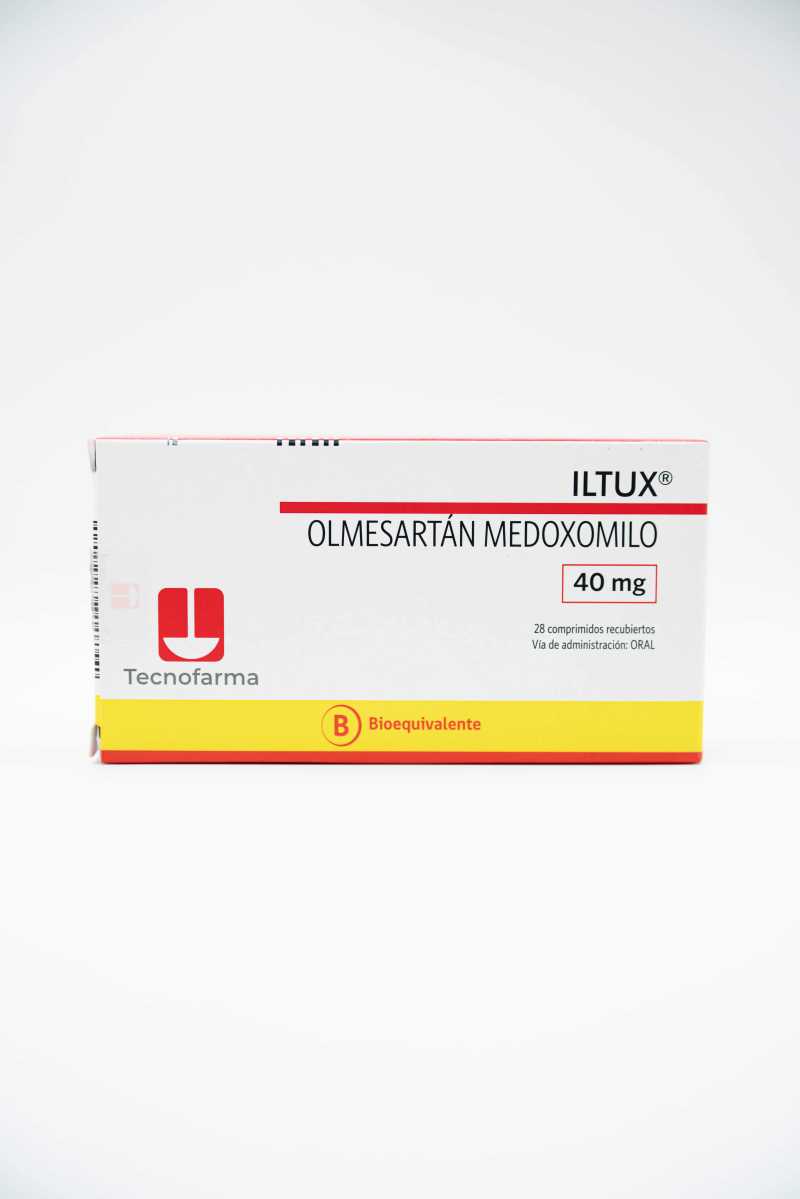 ILTUX®
OLMESARTÁN MEDOXOMILO
40 mg
28 comprimidos recubiertos
Vía de administración: ORAL
Tecnofarma
B Bioequivalente